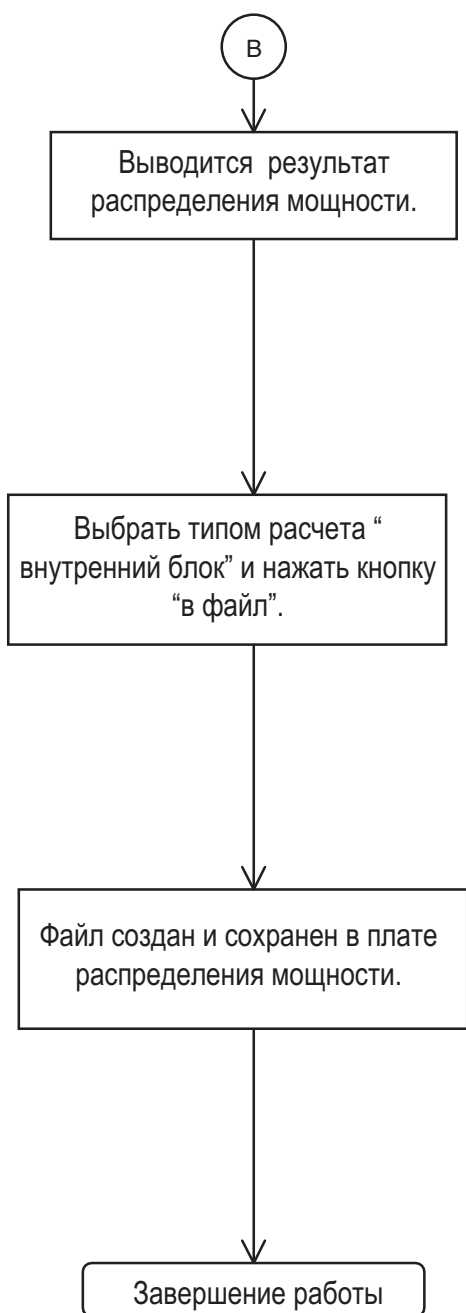 В
Выводится результат
распределения мощности.
Выбрать типом расчета “
внутренний блок” и нажать кнопку
“в файл”.
Файл создан и сохранен в плате
распределения мощности.
Завершение работы